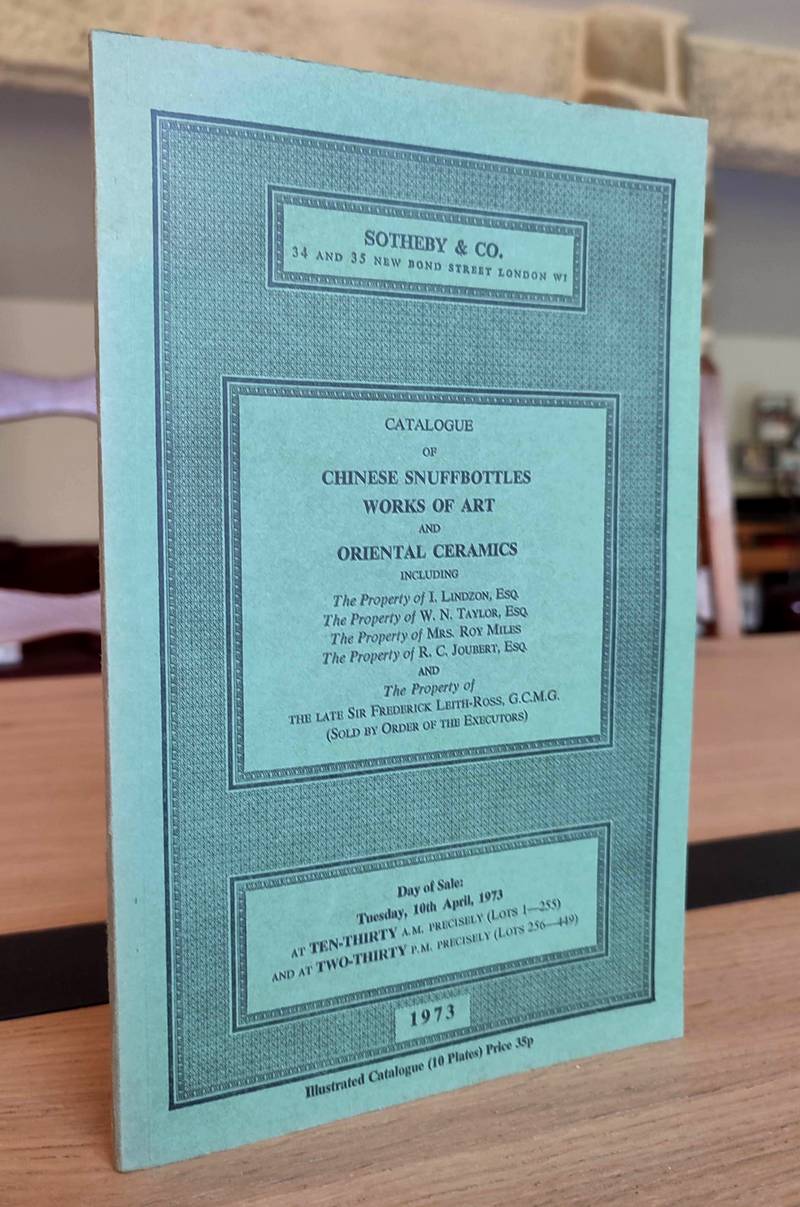 SOTHEBY & CO.
34 AND 35 NEW BOND STREET LONDON W1
CATALOGUE
OF
CHINESE SNUFFBOTTLES
WORKS OF ART
AND
ORIENTAL CERAMICS
INCLUDING
The Property of I. LINDZON, ESQ.
The Property of W. N. TAYLOR, ESQ.
The Property of MRS. ROY MILES
The Property of R. C. JOUBERT, ESQ.
AND
The Property of
THE LATE SIR FREDERICK LEITH-ROSS, G.C.M.G.
(SOLD BY ORDER OF THE EXECUTORS)
Day of Sale:
Tuesday, 10th April, 1973
AT TEN-THIRTY A.M. PRECISELY (LOTS 1—255)
AND AT TWO-THIRTY P.M. PRECISELY (LOTS 256—449)
1973
Illustrated Catalogue (10 Plates) Price 35p